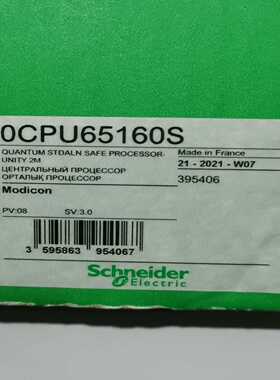 0CPU65160S
QUANTUM STDALN SAFE PROCESSOR-
UNITY 2M
ЦЕНТРАЛЬНЫЙ ПРОЦЕССОР
ОРТАЛЫҚ ПРОЦЕССОР
Modicon
Made in France
21 - 2021 - W07
395406
PV:08 SV:3.0
3 595863 954067
Schneider
Electric